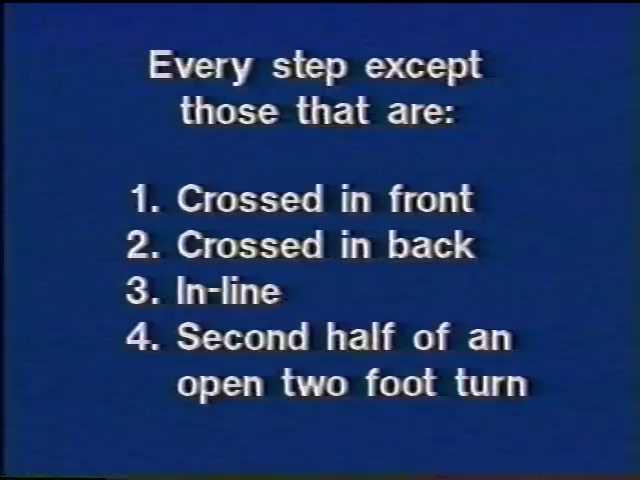 Every step except
those that are:
1. Crossed in front
2. Crossed in back
3. In-line
4. Second half of an
open two foot turn